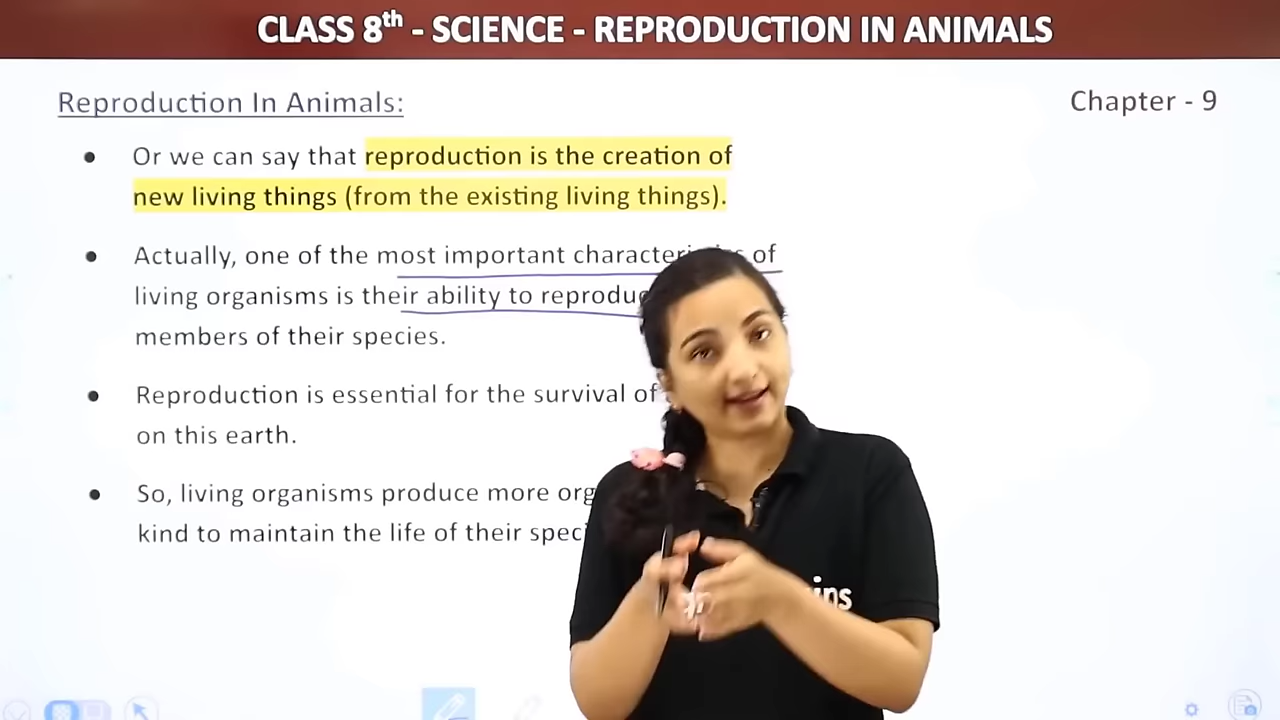 CLASS 8th - SCIENCE - REPRODUCTION IN ANIMALS
Reproduction In Animals:
Chapter - 9
Or we can say that reproduction is the creation of
new living things (from the existing living things).
Actually, one of the most important of
living organisms is their ability to
members of their species.
Reproduction is essential for the survival of
on this earth.
So, living organisms produce more
kind to maintain the life of their